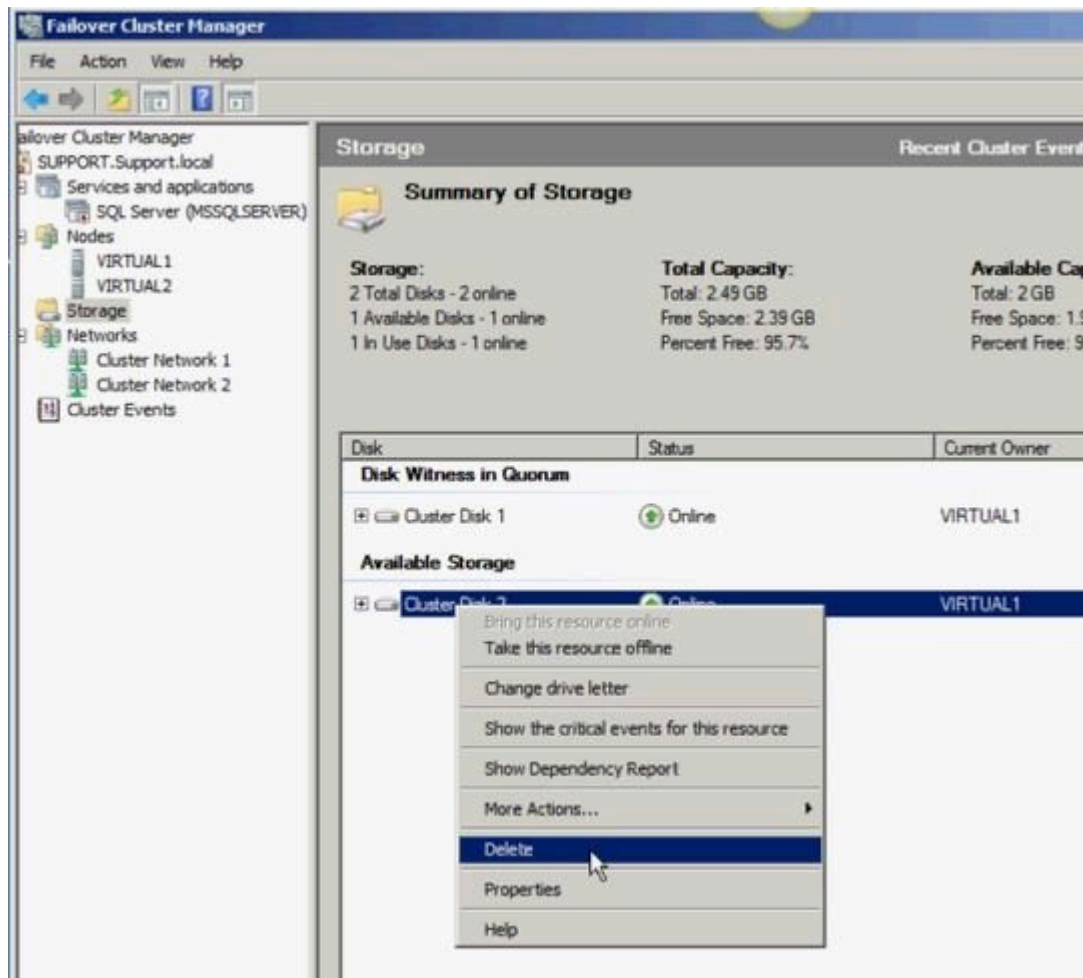 Failover Cluster Manager
File Action View Help
ailover Cluster Manager
SUPPORT.Support.local
Services and applications
SQL Server (MSSQLSERVER)
Nodes
VIRTUAL1
VIRTUAL2
Storage
Networks
Cluster Network 1
Cluster Network 2
Cluster Events
Storage Recent Cluster Event
Summary of Storage
Storage: Total Capacity: Available Ca
2 Total Disks - 2 online Total: 2.49 GB Total: 2 GB
1 Available Disks - 1 online Free Space: 2.39 GB Free Space: 1.
1 In Use Disks - 1 online Percent Free: 95.7% Percent Free: 9
Disk Status Current Owner
Disk Witness in Quorum
Cluster Disk 1 Online VIRTUAL1
Available Storage
Cluster Disk 2 Online VIRTUAL1
Bring this resource online
Take this resource offline
Change drive letter
Show the critical events for this resource
Show Dependency Report
More Actions...
Delete
Properties
Help